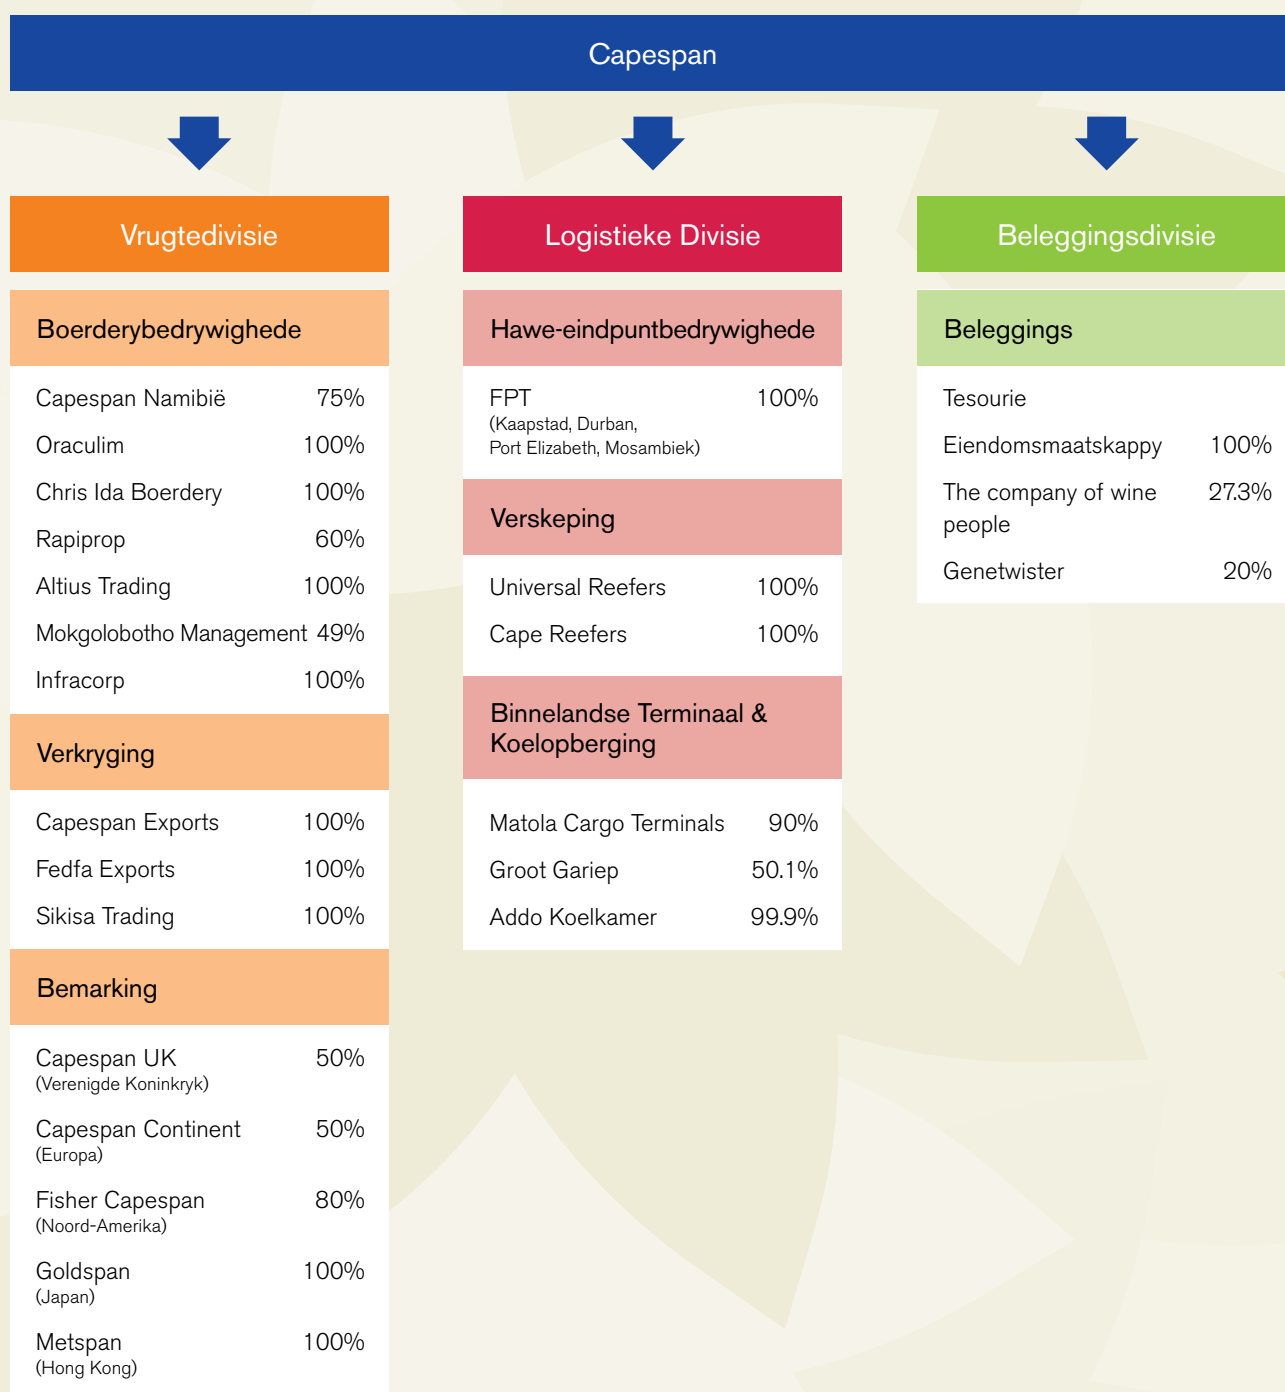 Capespan
Vrugtedivisie
Boerderybedrywighede
Capespan Namibië 75%
Oraculim 100%
Chris Ida Boerdery 100%
Rapiprop 60%
Altius Trading 100%
Mokgolobotho Management 49%
Infracorp 100%
Verkryging
Capespan Exports 100%
Fedfa Exports 100%
Sikisa Trading 100%
Bemarking
Capespan UK 50%
(Verenigde Koninkryk)
Capespan Continent 50%
(Europa)
Fisher Capespan 80%
(Noord-Amerika)
Goldspan 100%
(Japan)
Metspan 100%
(Hong Kong)
Logistieke Divisie
Hawe-eindpuntbedrywighede
FPT 100%
(Kaapstad, Durban,
Port Elizabeth, Mosambiek)
Verskeping
Universal Reefers 100%
Cape Reefers 100%
Binnelandse Terminaal &
Koelopberging
Matola Cargo Terminals 90%
Groot Gariep 50.1%
Addo Koelkamer 99.9%
Beleggingsdivisie
Beleggings
Tesourie
Eiendomsmaatskappy 100%
The company of wine 27.3%
people
Genetwister 20%